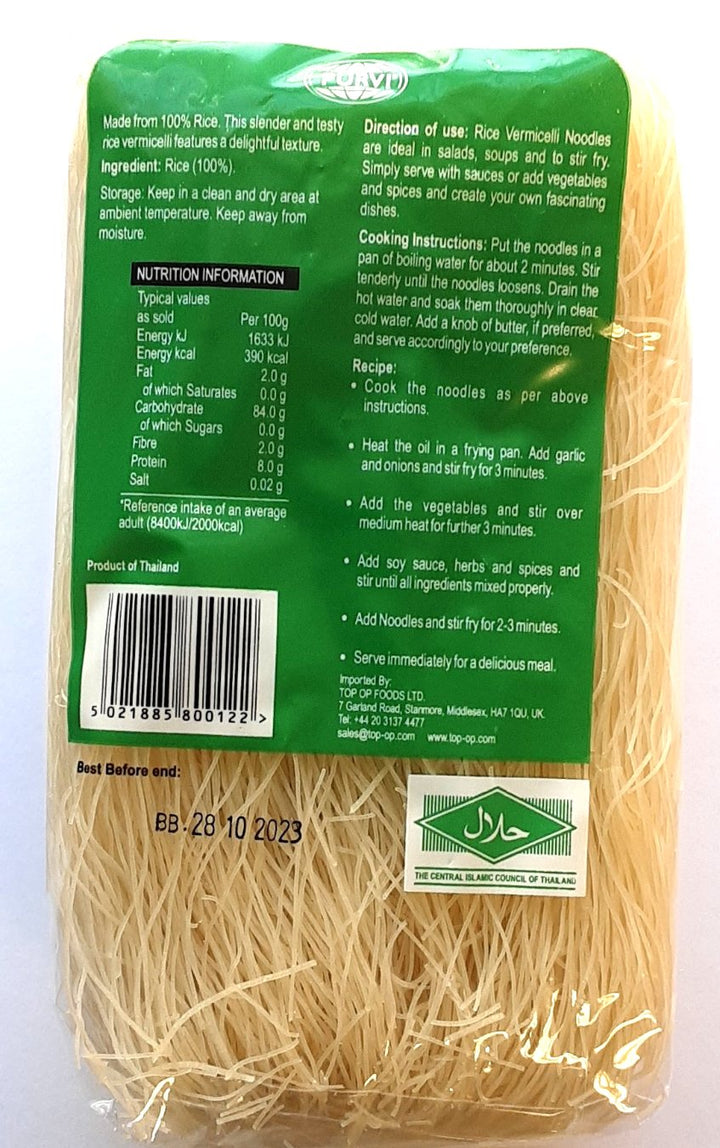 PURVI
Made from 100% Rice. This slender and testy
rice vermicelli features a delightful texture.
Ingredient: Rice (100%).
Storage: Keep in a clean and dry area at
ambient temperature. Keep away from
moisture.
NUTRITION INFORMATION
Typical values
as sold Per 100g
Energy kJ 1633 kJ
Energy kcal 390 kcal
Fat 2.0 g
of which Saturates 0.0 g
Carbohydrate 84.0 g
of which Sugars 0.0 g
Fibre 2.0 g
Protein 8.0 g
Salt 0.02 g
*Reference intake of an average
adult (8400kJ/2000kcal)
Product of Thailand
5 021885 800122 >
Direction of use: Rice Vermicelli Noodles
are ideal in salads, soups and to stir fry.
Simply serve with sauces or add vegetables
and spices and create your own fascinating
dishes.
Cooking Instructions: Put the noodles in a
pan of boiling water for about 2 minutes. Stir
tenderly until the noodles loosens. Drain the
hot water and soak them thoroughly in clear
cold water. Add a knob of butter, if preferred,
and serve accordingly to your preference.
Recipe:
• Cook the noodles as per above
instructions.
• Heat the oil in a frying pan. Add garlic
and onions and stir fry for 3 minutes.
• Add the vegetables and stir over
medium heat for further 3 minutes.
• Add soy sauce, herbs and spices and
stir until all ingredients mixed properly.
• Add Noodles and stir fry for 2-3 minutes.
• Serve immediately for a delicious meal.
Imported By:
TOP OP FOODS LTD.
7 Garland Road, Stanmore, Middlesex, HA7 1QU, UK.
Tel: +44 20 3137 4477
sales@top-op.com www.top-op.com
Best Before end:
BB. 28 10 2023
حلال
THE CENTRAL ISLAMIC COUNCIL OF THAILAND